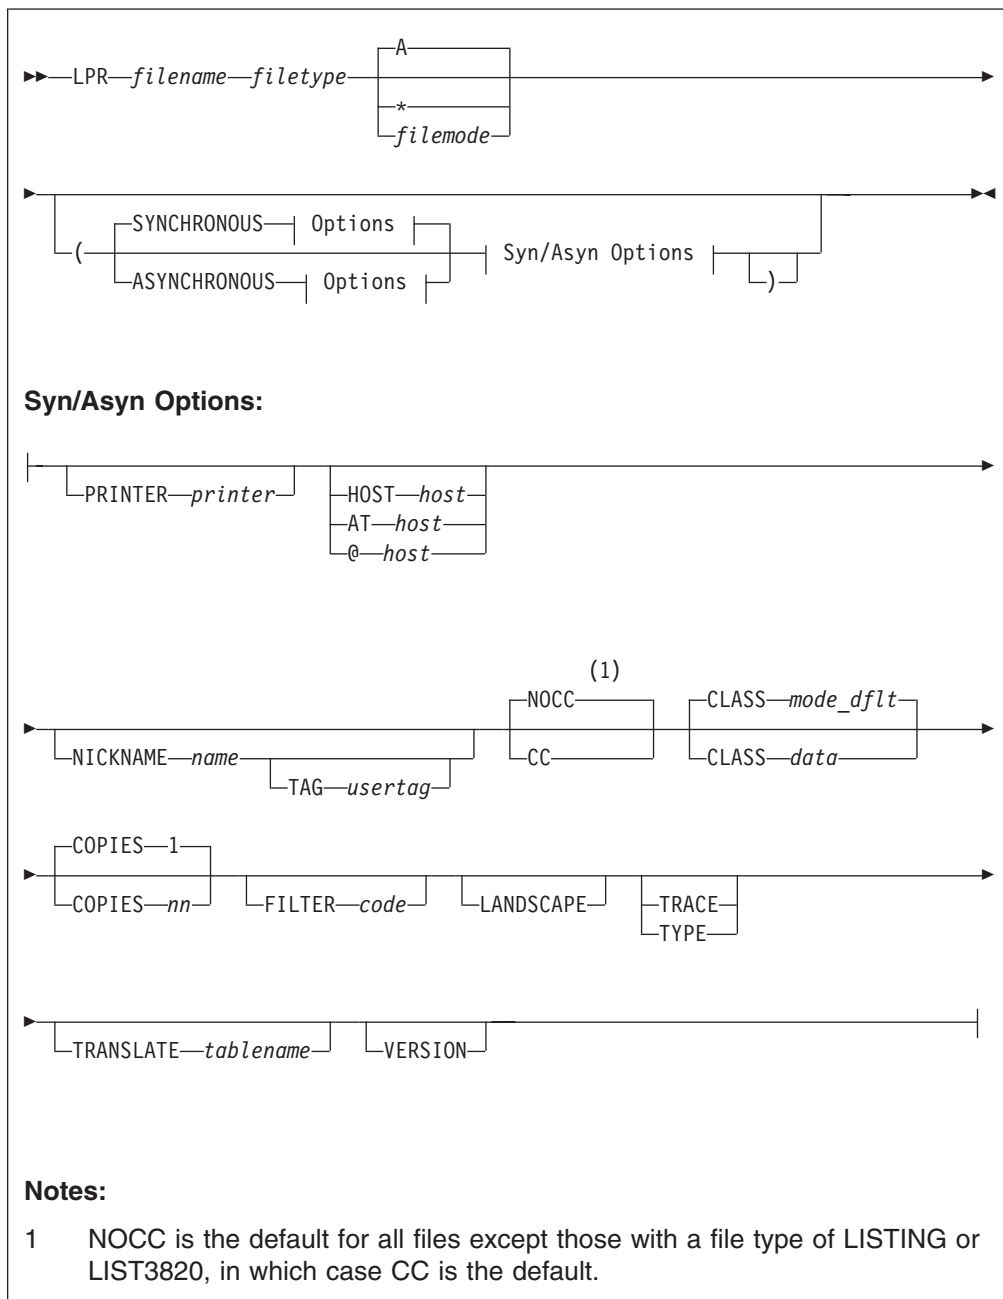 A
LPR filename filetype
*
filemode
SYNCHRONOUS Options
( Syn/Asyn Options
ASYNCHRONOUS Options )
Syn/Asyn Options:
PRINTER printer HOST host
AT host
@ host
(1)
NOCC CLASS mode_dflt
NICKNAME name CC CLASS data
TAG usertag
COPIES 1
COPIES nn FILTER code LANDSCAPE TRACE
TYPE
TRANSLATE tablename VERSION
Notes:
1 NOCC is the default for all files except those with a file type of LISTING or
LIST3820, in which case CC is the default.